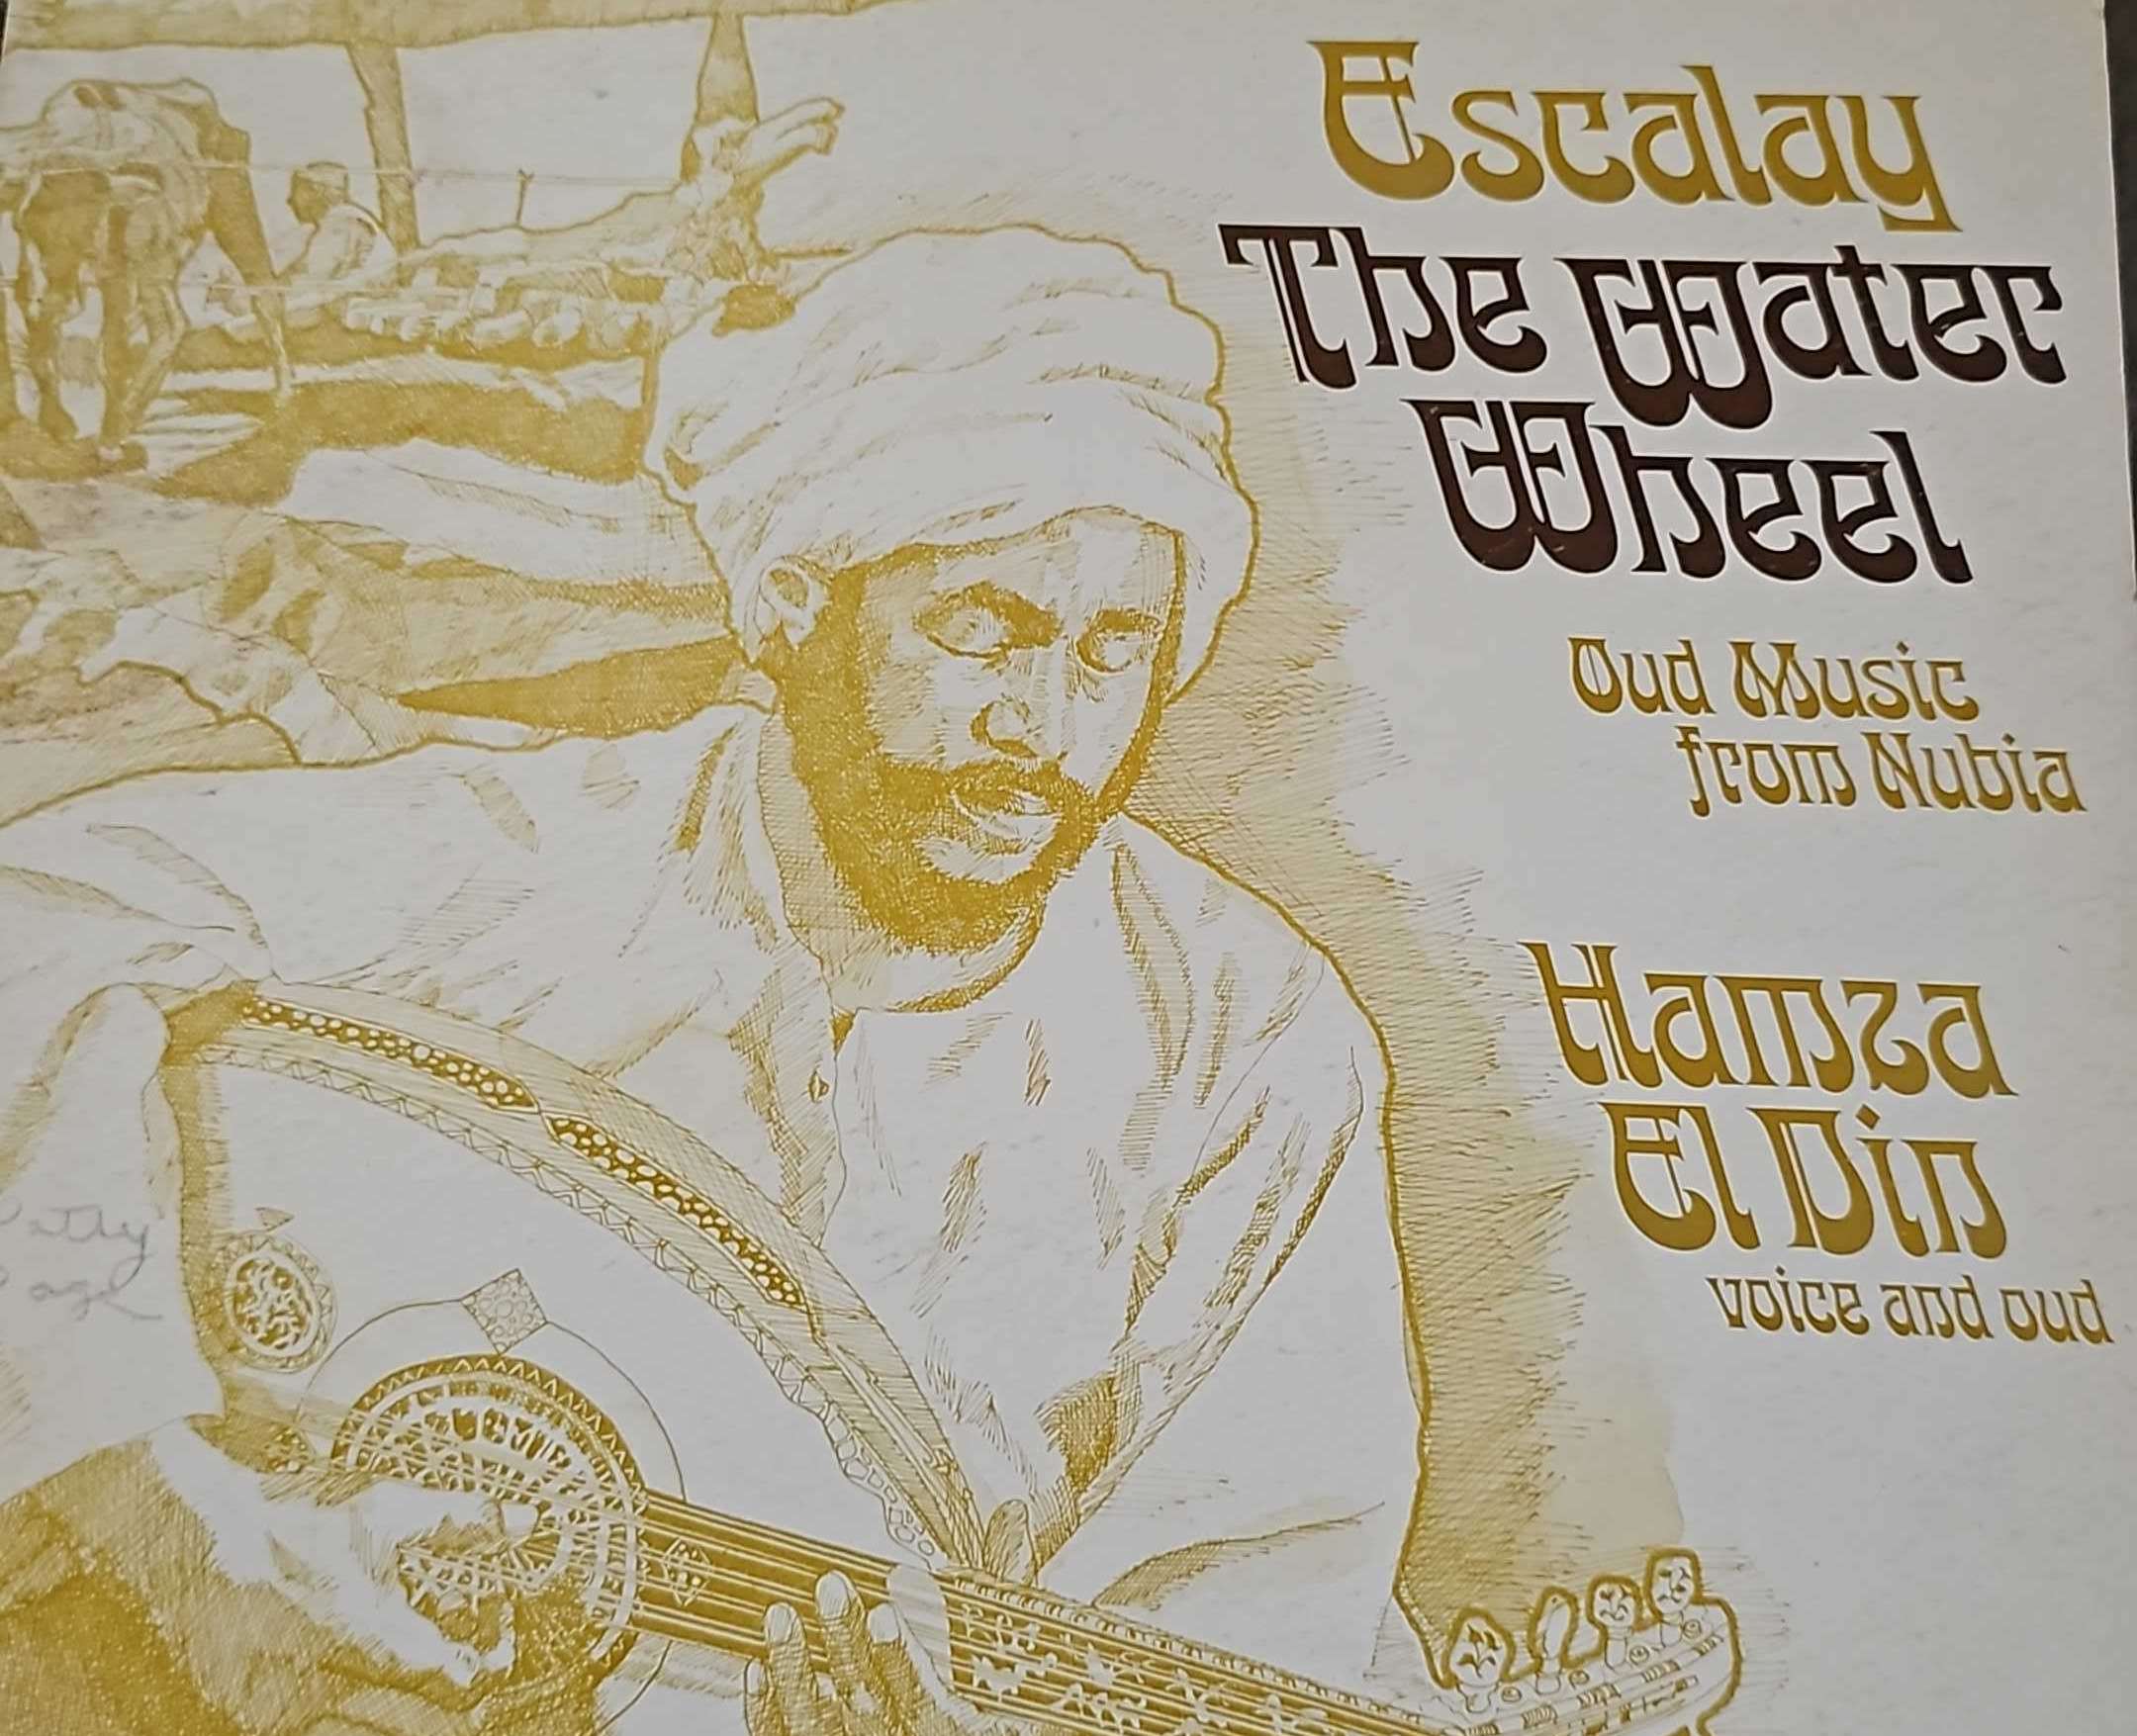 Escalay
The Water
Wheel
Oud Music
from Nubia
Hamza
El Din
voice and oud